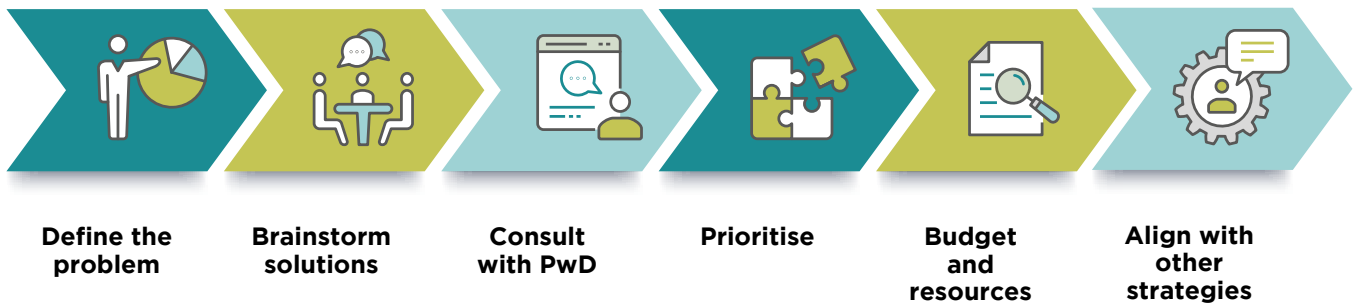 Define the
problem
Brainstorm
solutions
Consult
with PwD
Prioritise
Budget
and
resources
Align with
other
strategies